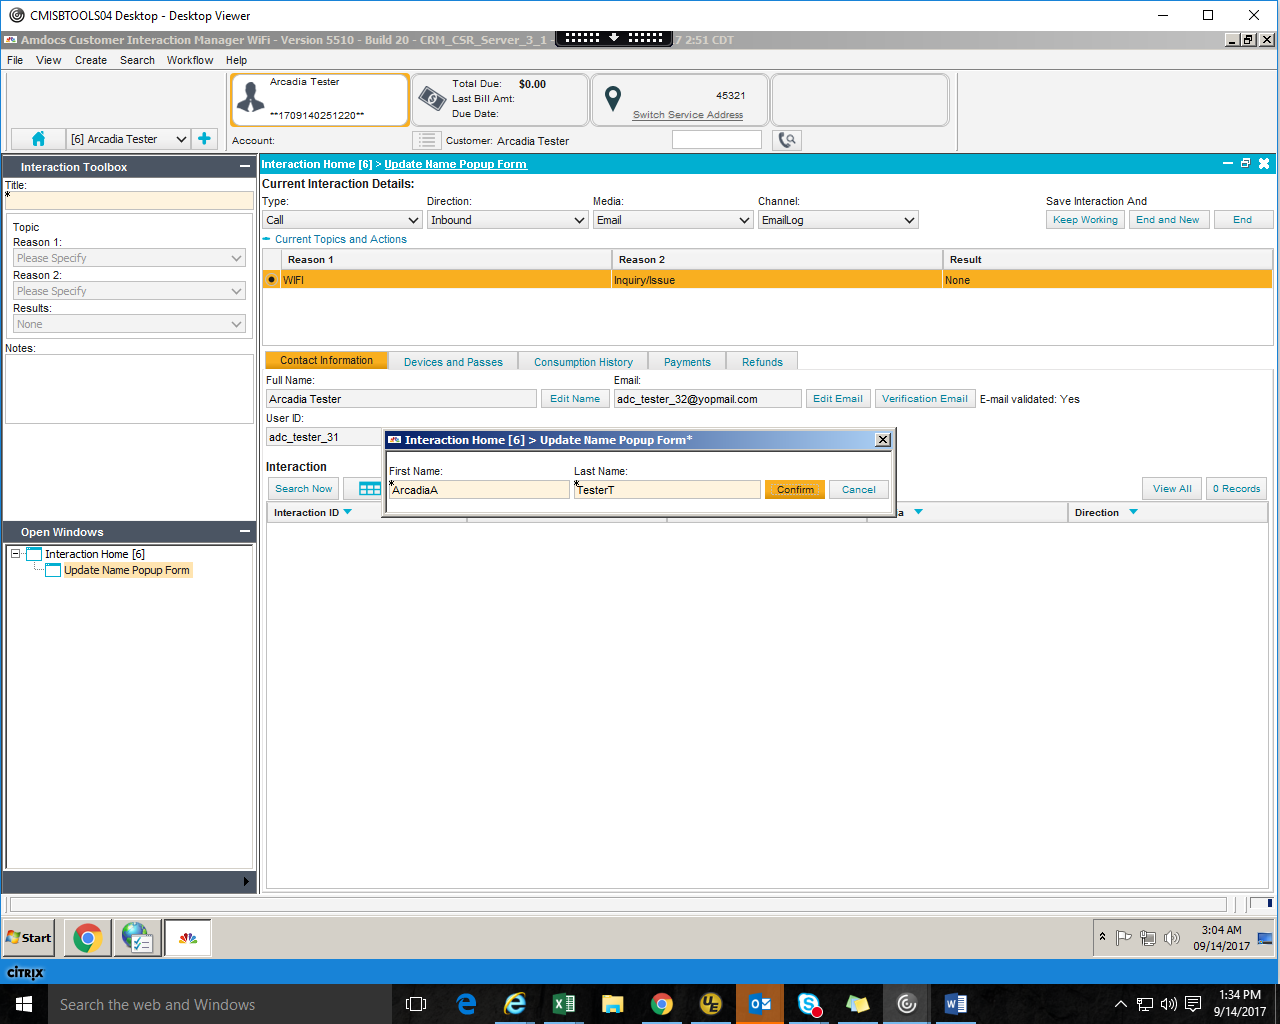 CMISBTOOLS04 Desktop - Desktop Viewer
Amdocs Customer Interaction Manager WiFi - Version 5510 - Build 20 - CRM_CSR_Server_3_1 - 7 2:51 CDT
File View Create Search Workflow Help
Arcadia Tester
**1709140251220**
Total Due: $0.00
Last Bill Amt:
Due Date:
45321
Switch Service Address
[6] Arcadia Tester
Account:
Customer: Arcadia Tester
Interaction Toolbox
Title:
*
Topic
Reason 1:
Please Specify
Reason 2:
Please Specify
Results:
None
Notes:
Open Windows
Interaction Home [6]
Update Name Popup Form
Interaction Home [6] > Update Name Popup Form
Current Interaction Details:
Type: Direction: Media: Channel: Save Interaction And
Call Inbound Email EmailLog Keep Working End and New End
Current Topics and Actions
Reason 1 Reason 2 Result
WIFI Inquiry/Issue None
Contact Information Devices and Passes Consumption History Payments Refunds
Full Name: Email:
Arcadia Tester Edit Name adc_tester_32@yopmail.com Edit Email Verification Email E-mail validated: Yes
User ID:
adc_tester_31
Interaction Home [6] > Update Name Popup Form*
First Name: Last Name:
*ArcadiaA *TesterT Confirm Cancel
Interaction
Search Now View All 0 Records
Interaction ID a Direction
Start
3:04 AM
09/14/2017
CITRIX
Search the web and Windows
1:34 PM
9/14/2017